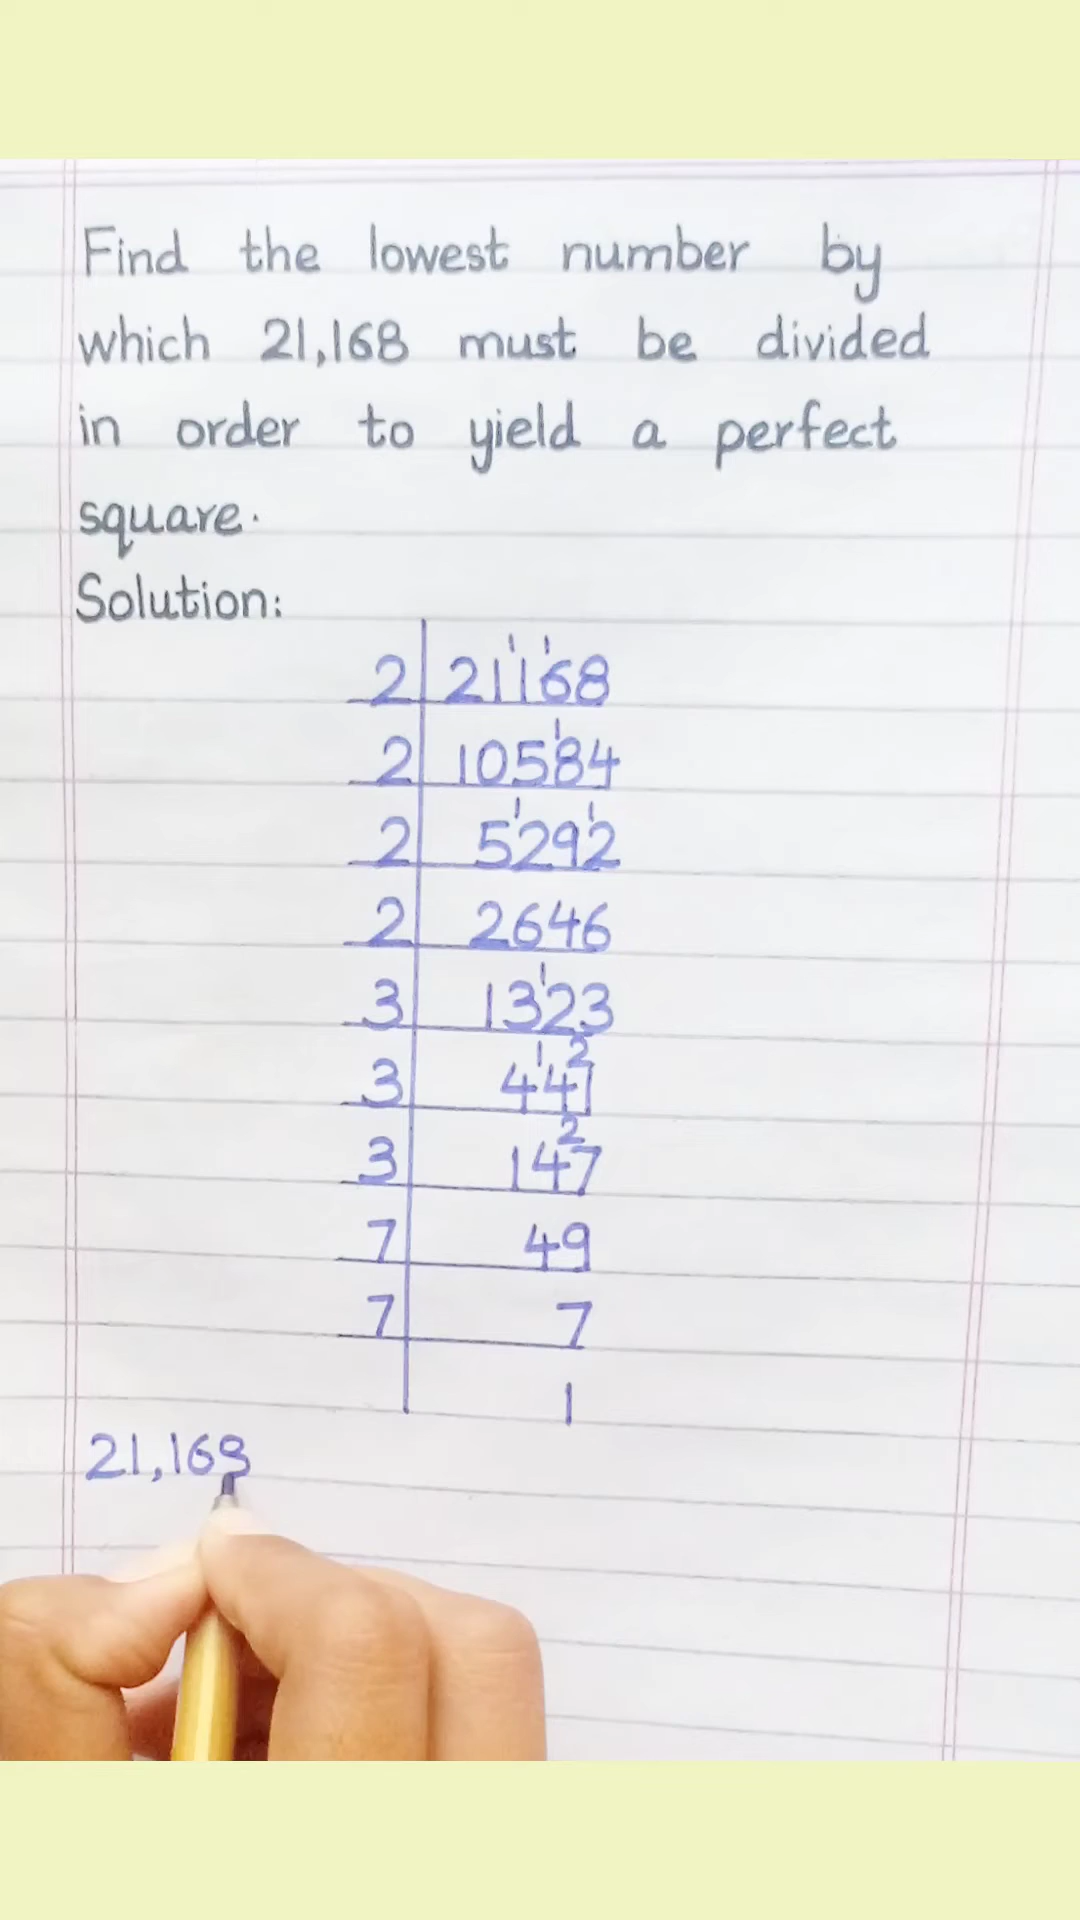 Find the lowest number by
which 21,168 must be divided
in order to yield a perfect
square.
Solution:
2 21168
2 10584
2 5292
2 2646
3 1323
3 441
3 147
7 49
7 7
1
21,168